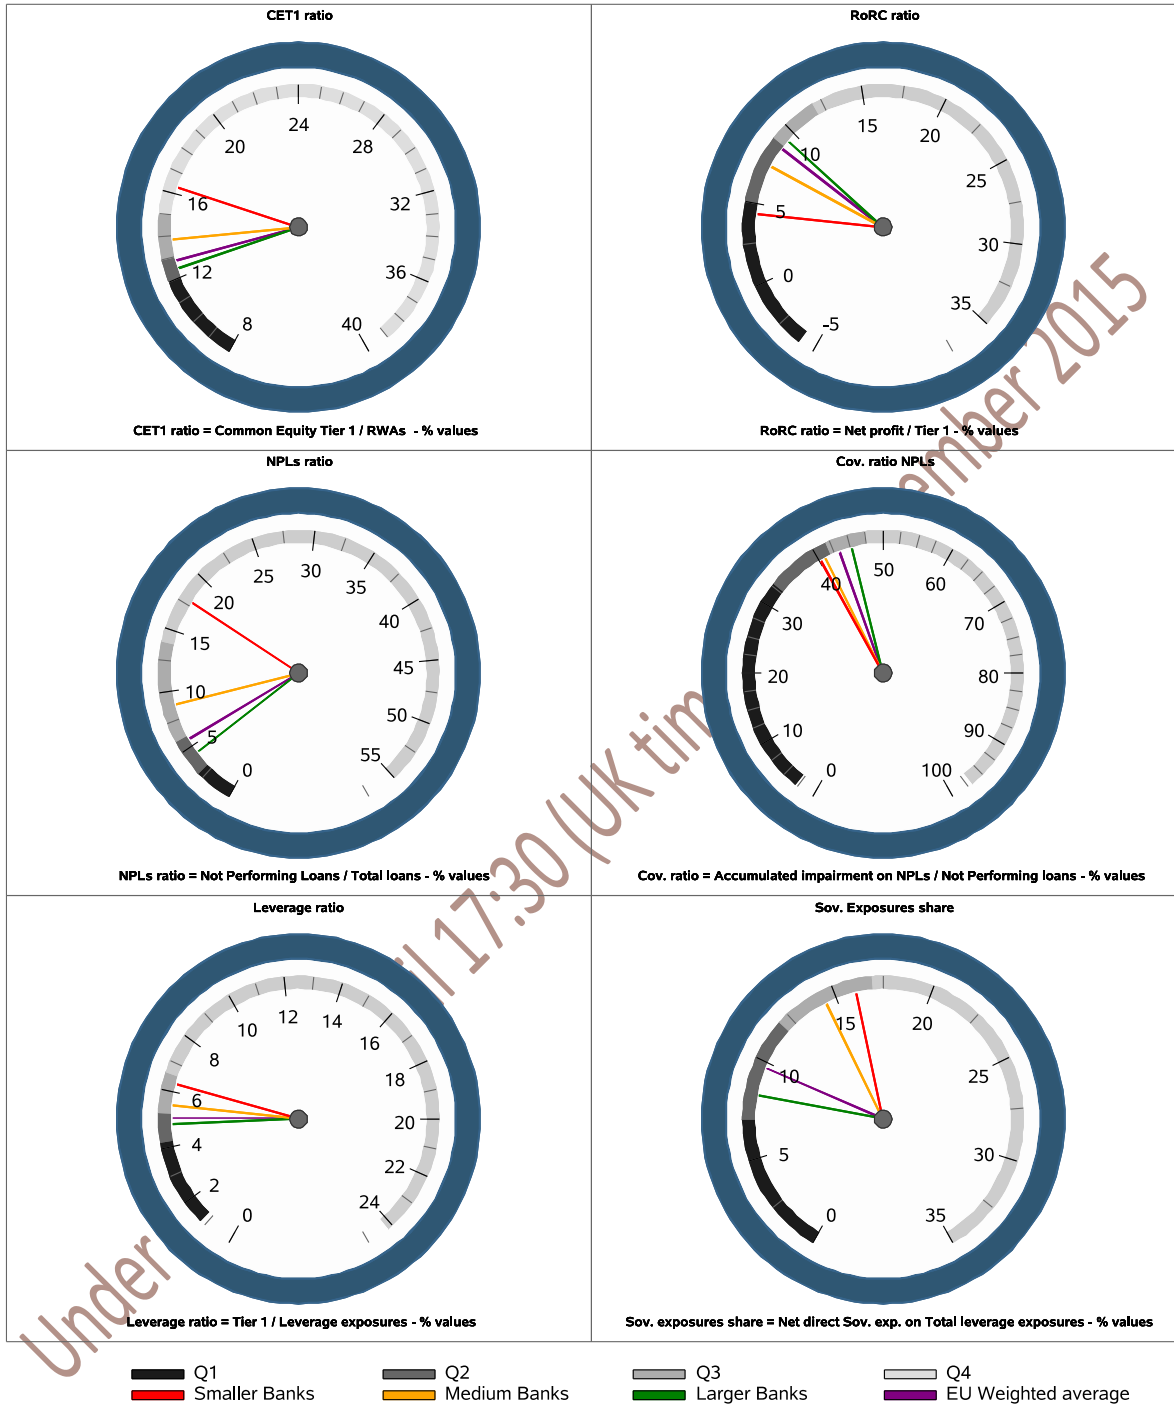 CET1 ratio
24
20
28
16
32
12
36
8
40
CET1 ratio = Common Equity Tier 1 / RWAs - % values
RoRC ratio
15
20
10
25
5
30
0
35
-5
RoRC ratio = Net profit / Tier 1 - % values
NPLs ratio
30
25
35
20
40
15
45
10
50
5
55
0
NPLs ratio = Not Performing Loans / Total loans - % values
Cov. ratio NPLs
50
40
60
30
70
20
80
10
90
0
100
Cov. ratio = Accumulated impairment on NPLs / Not Performing loans - % values
Leverage ratio
12
10
14
8
16
6
18
4
20
2
22
0
24
Leverage ratio = Tier 1 / Leverage exposures - % values
Sov. Exposures share
15
20
10
25
5
30
0
35
Sov. exposures share = Net direct Sov. exp. on Total leverage exposures - % values
Q1
Q2
Q3
Q4
Smaller Banks
Medium Banks
Larger Banks
EU Weighted average
Under 17:30 (UK 2015